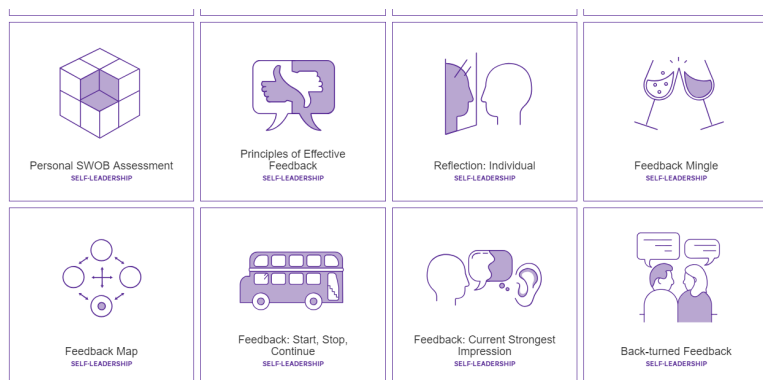 Personal SWOB Assessment
SELF-LEADERSHIP
Principles of Effective
Feedback
SELF-LEADERSHIP
Reflection: Individual
SELF-LEADERSHIP
Feedback Mingle
SELF-LEADERSHIP
Feedback Map
SELF-LEADERSHIP
Feedback: Start, Stop,
Continue
SELF-LEADERSHIP
Feedback: Current Strongest
Impression
SELF-LEADERSHIP
Back-turned Feedback
SELF-LEADERSHIP